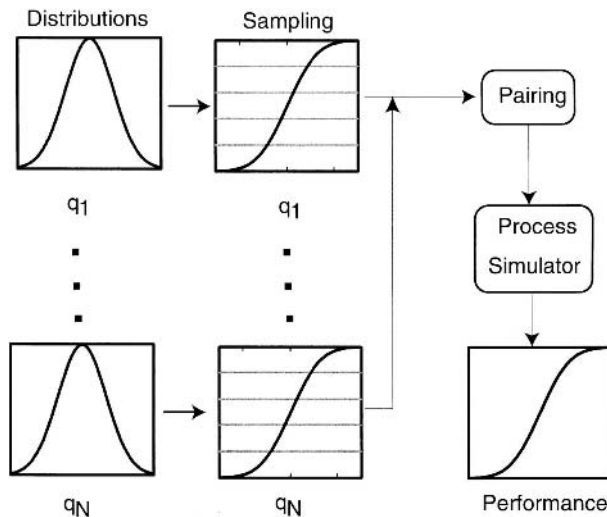 Distributions
Sampling
Pairing
q1
q1
Process
Simulator
qN
qN
Performance